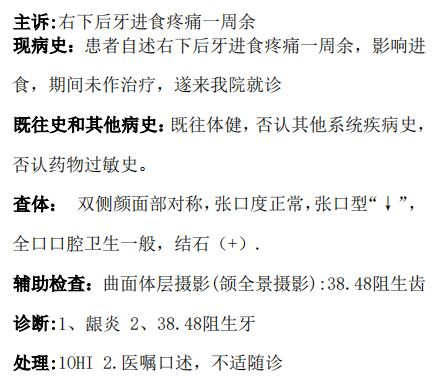 主诉:右下后牙进食疼痛一周余
现病史：患者自述右下后牙进食疼痛一周余，影响进
食，期间未作治疗，遂来我院就诊
既往史和其他病史：既往体健,否认其他系统疾病史,
否认药物过敏史。
查体： 双侧颜面部对称,张口度正常,张口型“↓”,
全口口腔卫生一般，结石（+）.
辅助检查：曲面体层摄影(颌全景摄影):38.48阻生齿
诊断:1、龈炎 2、38.48阻生牙
处理:1OHI 2.医嘱口述，不适随诊